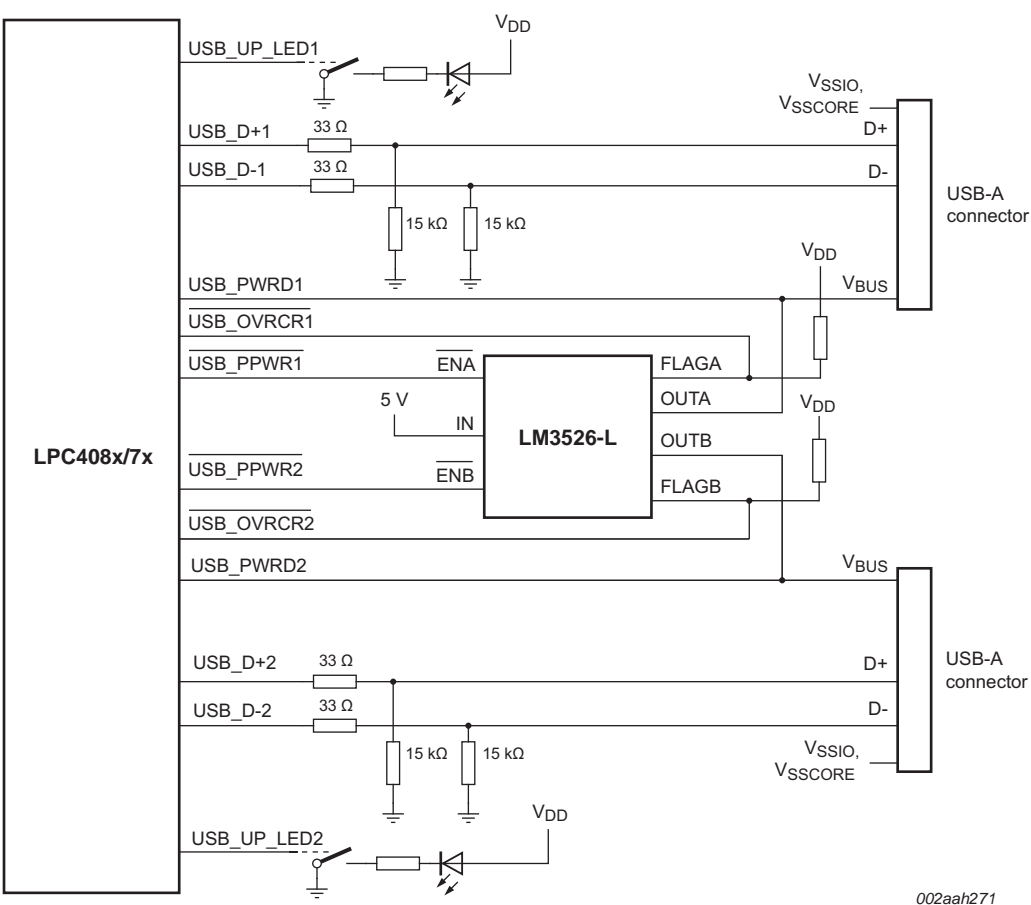 VDD
USB_UP_LED1
VSSIO,
VSSCORE
USB_D+1
33 Ω
D+
USB_D-1
33 Ω
D-
USB-A
connector
15 kΩ
15 kΩ
VDD
USB_PWRD1
VBUS
USB_OVRCR1
USB_PPWR1
ENA
FLAGA
5 V
OUTA
VDD
IN
LM3526-L
OUTB
LPC408x/7x
USB_PPWR2
ENB
FLAGB
USB_OVRCR2
USB_PWRD2
VBUS
USB_D+2
33 Ω
D+
USB-A
connector
USB_D-2
33 Ω
D-
15 kΩ
15 kΩ
VSSIO,
VSSCORE
VDD
USB_UP_LED2
002aah271